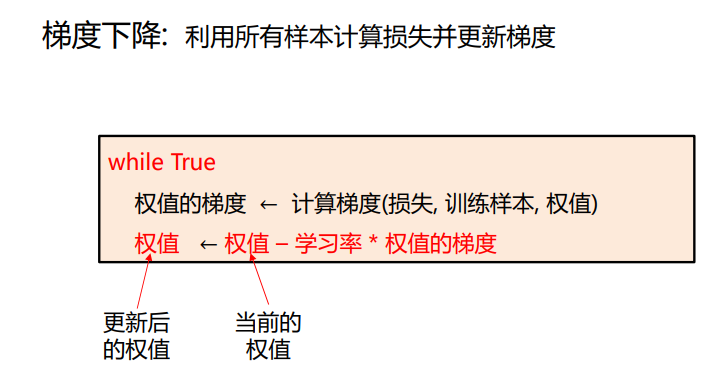 梯度下降: 利用所有样本计算损失并更新梯度
while True
权值的梯度 ← 计算梯度(损失, 训练样本, 权值)
权值 ← 权值 – 学习率 * 权值的梯度
更新后
的权值
当前的
权值